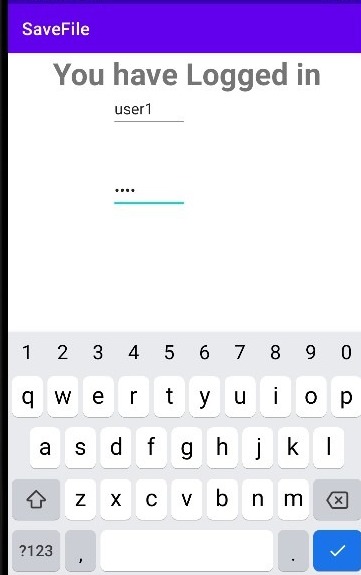 SaveFile
You have Logged in
user1
....
1 2 3 4 5 6 7 8 9 0
q w e r t y u i o p
a s d f g h j k l
z x c v b n m
?123 , .